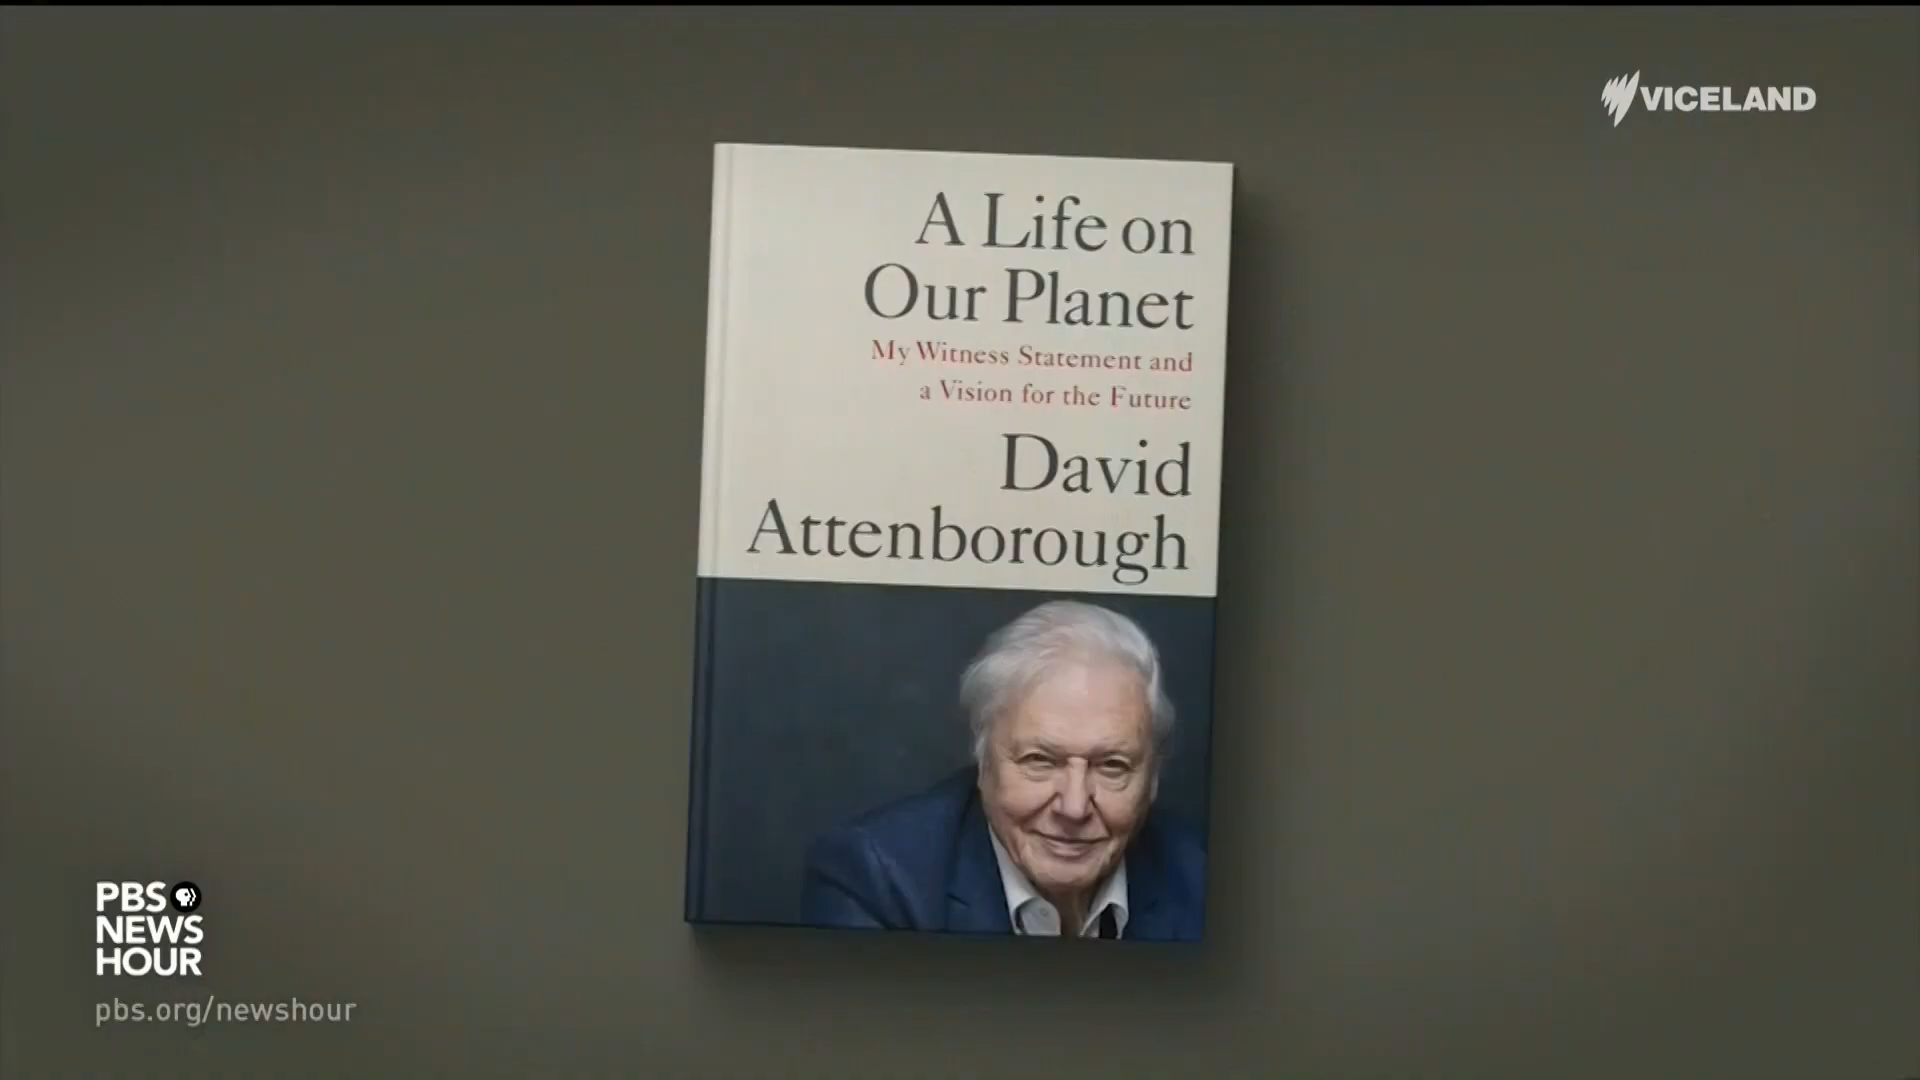 VICELAND
A Life on
Our Planet
My Witness Statement and
a Vision for the Future
David
Attenborough
PBS
NEWS
HOUR
pbs.org/newshour